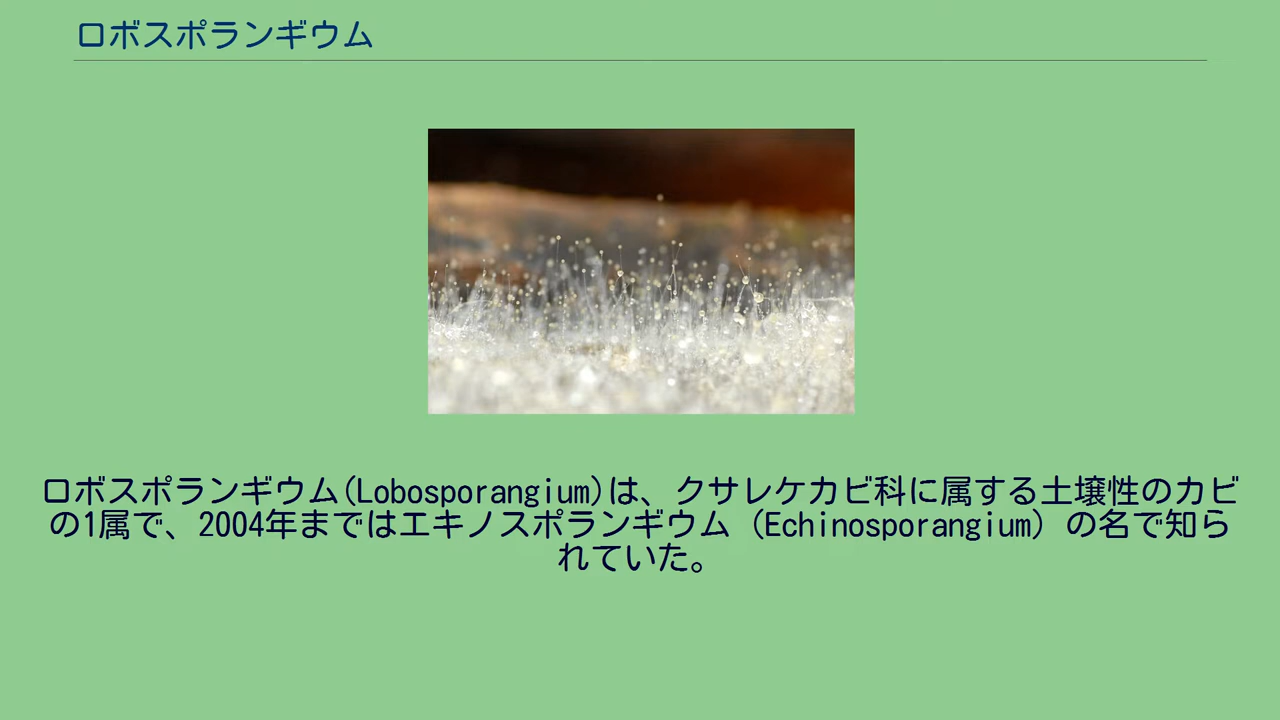 ロボスポランギウム
ロボスポランギウム(Lobosporangium)は、クサレケカビ科に属する土壌性のカビ
の1属で、2004年まではエキノスポランギウム（Echinosporangium）の名で知ら
れていた。